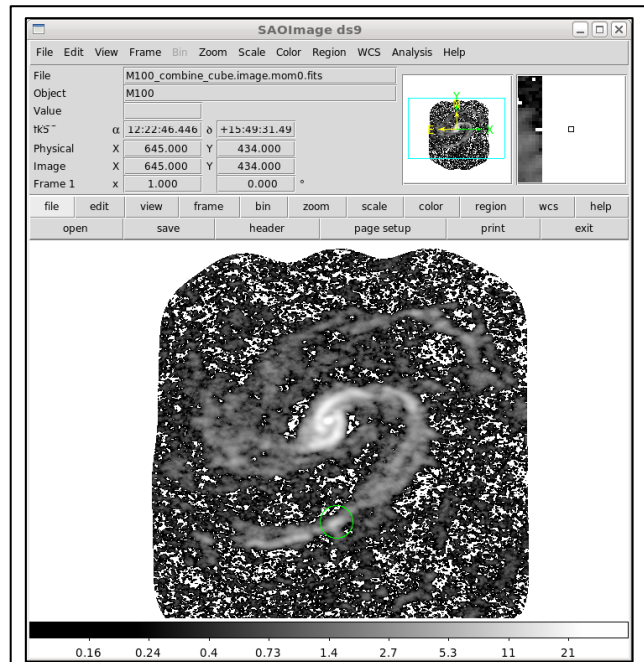 SAOImage ds9
File Edit View Frame Bin Zoom Scale Color Region WCS Analysis Help
File M100_combine_cube.image.mom0.fits
Object M100
Value
α 12:22:46.446 δ +15:49:31.49
Physical X 645.000 Y 434.000
Image X 645.000 Y 434.000
Frame 1 x 1.000 0.000 °
Y
X
file edit view frame bin zoom scale color region wcs help
open save header page setup print exit
0.16 0.24 0.4 0.73 1.4 2.7 5.3 11 21